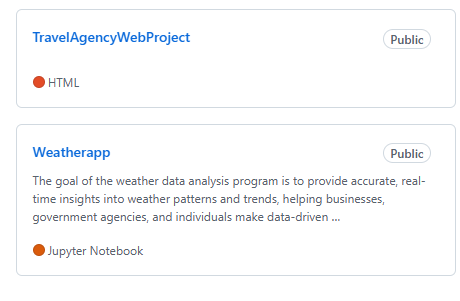 TravelAgencyWebProject
Public
HTML
Weatherapp
Public
The goal of the weather data analysis program is to provide accurate, real-
time insights into weather patterns and trends, helping businesses,
government agencies, and individuals make data-driven ...
Jupyter Notebook